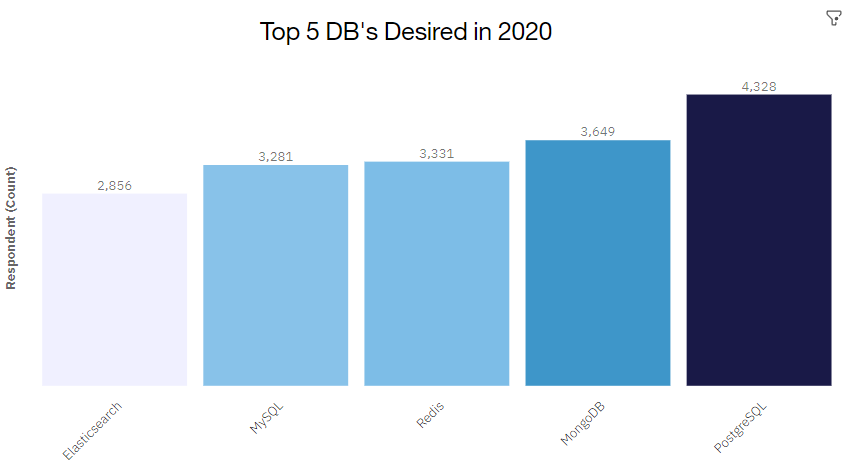 Top 5 DB's Desired in 2020
Respondent (Count)
2,856
3,281
3,331
3,649
4,328
Elasticsearch
MySQL
Redis
MongoDB
PostgreSQL